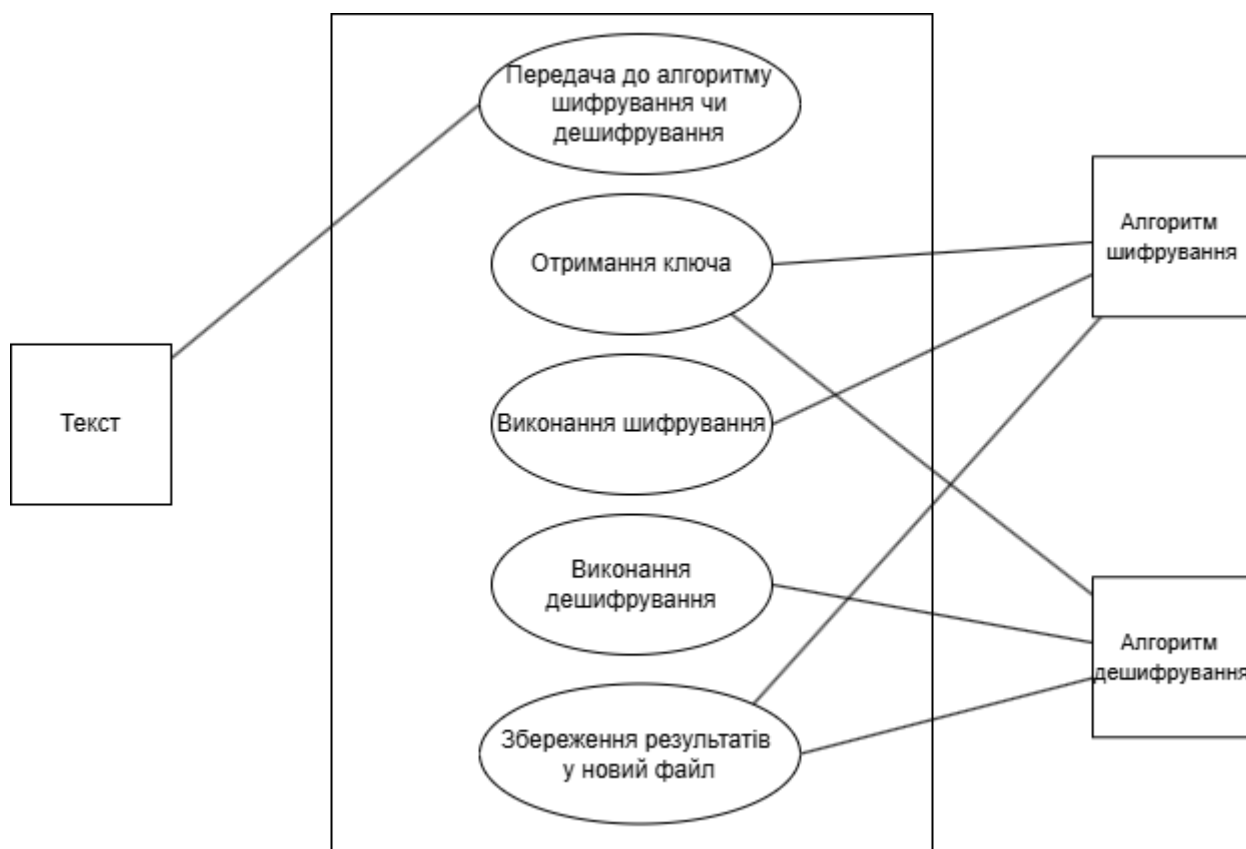 Передача до алгоритму
шифрування чи
дешифрування
Отримання ключа
Алгоритм
шифрування
Текст
Виконання шифрування
Виконання
дешифрування
Алгоритм
дешифрування
Збереження результатів
у новий файл